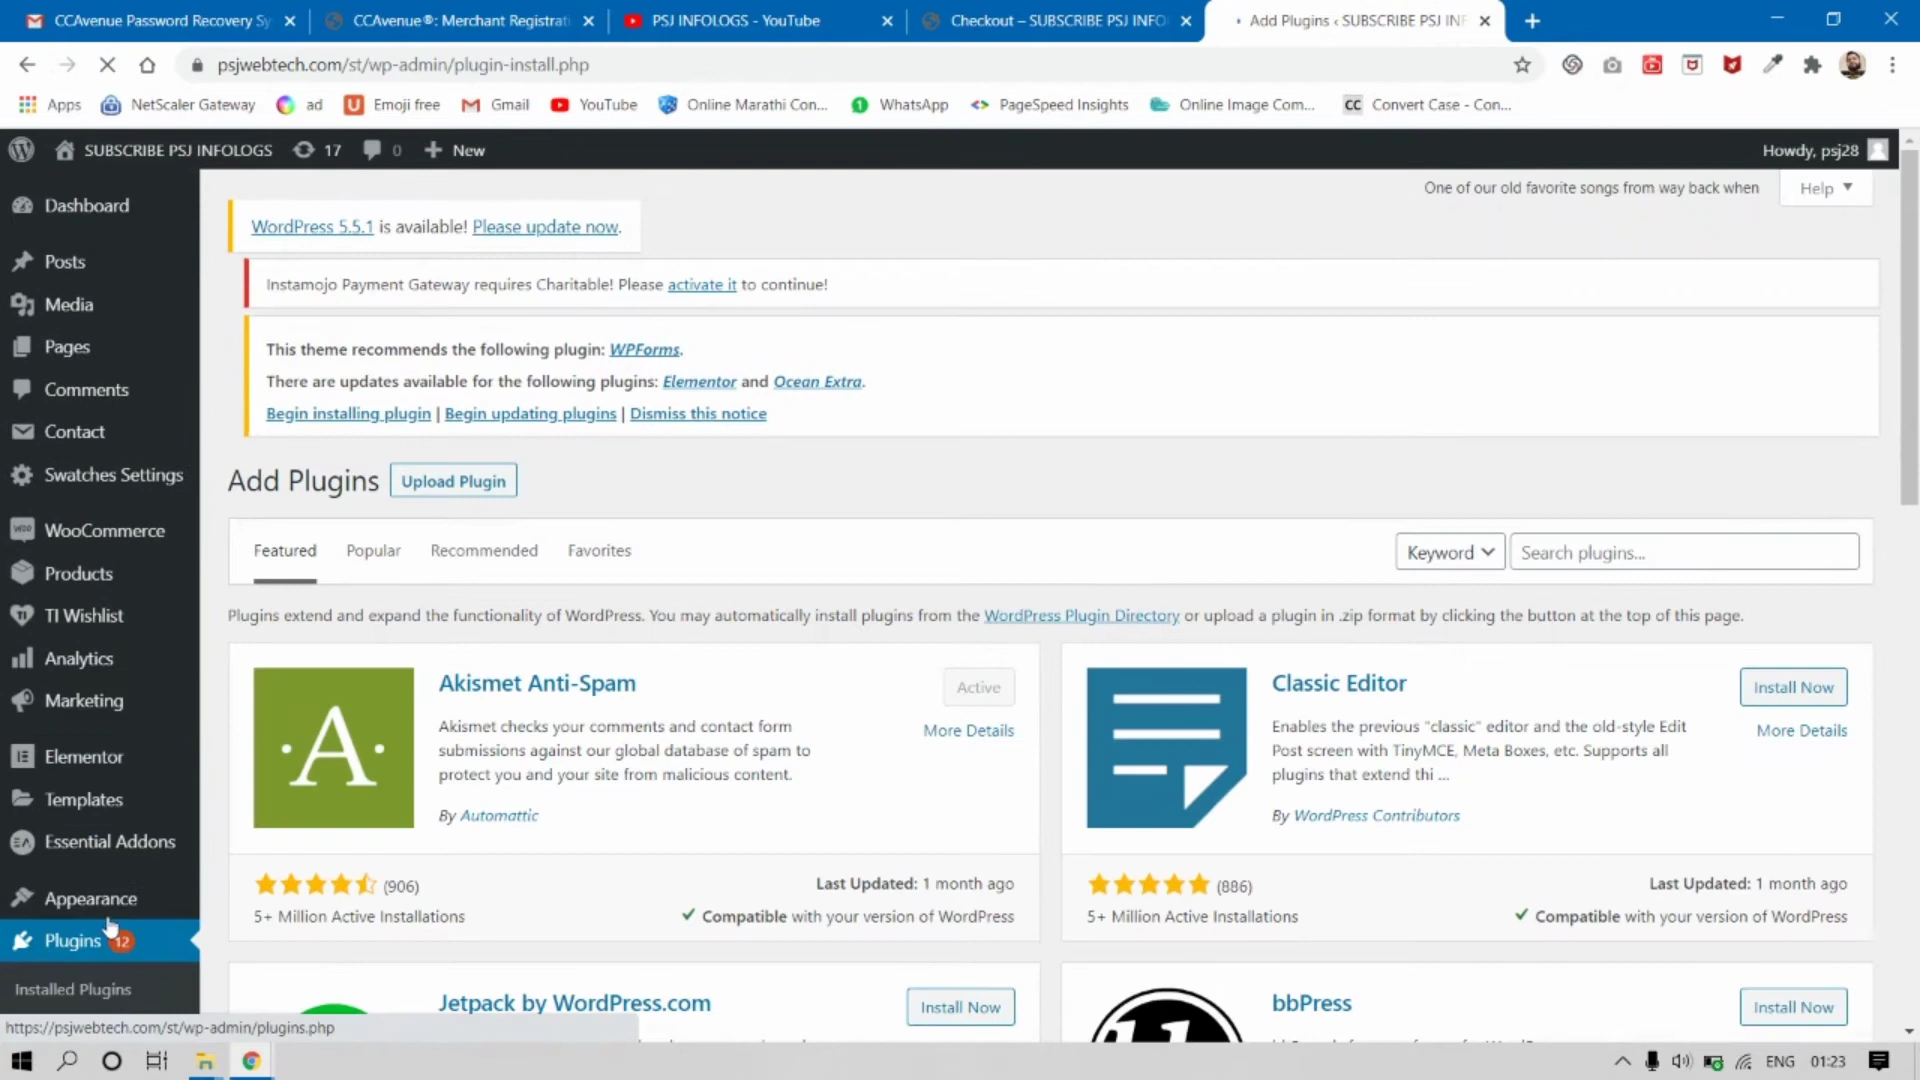 CCAvenue Password Recovery Sy
CCAvenue®: Merchant Registrati
PSJ INFOLOGS - YouTube
Checkout – SUBSCRIBE PSJ INFO
Add Plugins ‹ SUBSCRIBE PSJ INF
psjwebtech.com/st/wp-admin/plugin-install.php
Apps
NetScaler Gateway
ad
Emoji free
Gmail
YouTube
Online Marathi Con...
WhatsApp
PageSpeed Insights
Online Image Com...
CC Convert Case - Con...
SUBSCRIBE PSJ INFOLOGS
17
0
New
Howdy, psj28
One of our old favorite songs from way back when
Help
WordPress 5.5.1 is available! Please update now.
Instamojo Payment Gateway requires Charitable! Please activate it to continue!
This theme recommends the following plugin: WPForms.
There are updates available for the following plugins: Elementor and Ocean Extra.
Begin installing plugin | Begin updating plugins | Dismiss this notice
Dashboard
Posts
Media
Pages
Comments
Contact
Swatches Settings
WooCommerce
Products
TI Wishlist
Analytics
Marketing
Elementor
Templates
Essential Addons
Appearance
Plugins 12
Installed Plugins
Add Plugins
Upload Plugin
Featured
Popular
Recommended
Favorites
Keyword
Search plugins...
Plugins extend and expand the functionality of WordPress. You may automatically install plugins from the WordPress Plugin Directory or upload a plugin in .zip format by clicking the button at the top of this page.
A
Akismet Anti-Spam
Active
More Details
Akismet checks your comments and contact form
submissions against our global database of spam to
protect you and your site from malicious content.
By Automattic
(906)
5+ Million Active Installations
Last Updated: 1 month ago
Compatible with your version of WordPress
Classic Editor
Install Now
More Details
Enables the previous "classic" editor and the old-style Edit
Post screen with TinyMCE, Meta Boxes, etc. Supports all
plugins that extend thi ...
By WordPress Contributors
(886)
5+ Million Active Installations
Last Updated: 1 month ago
Compatible with your version of WordPress
Jetpack by WordPress.com
Install Now
bbPress
Install Now
https://psjwebtech.com/st/wp-admin/plugins.php
ENG
01:23